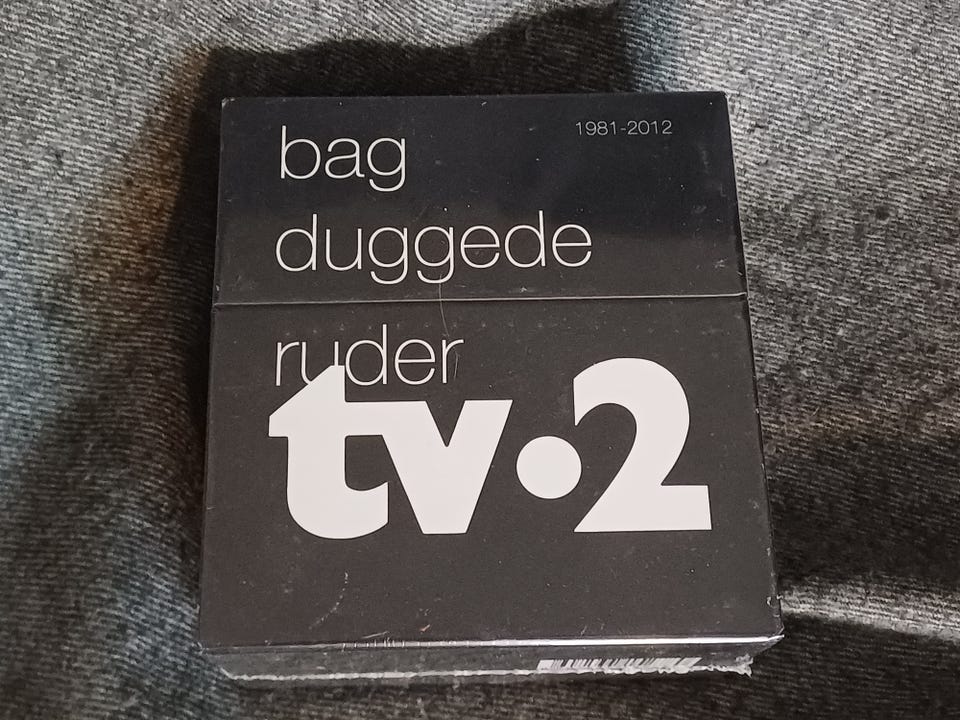 bag
1981-2012
duggede
ruder
tv·2